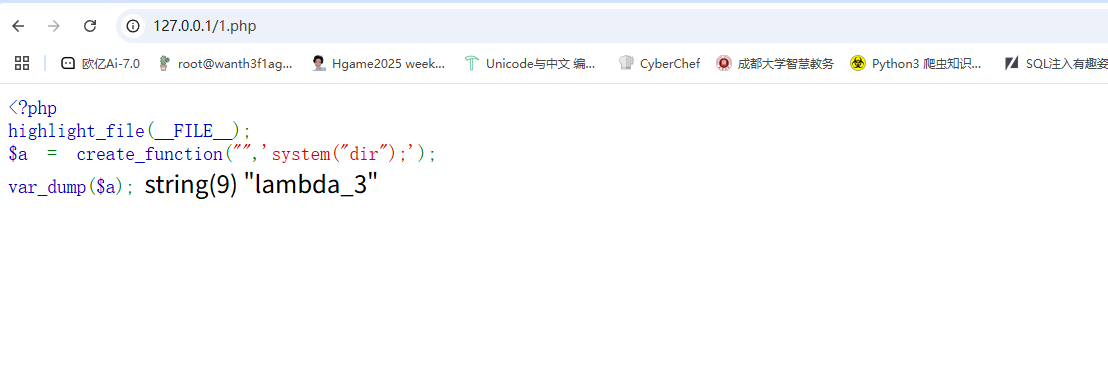 127.0.0.1/1.php
欧亿Ai-7.0 root@wanth3f1ag... Hgame2025 week... Unicode与中文 编... CyberChef 成都大学智慧教务 Python3 爬虫知识... SQL注入有趣姿
<?php
highlight_file(__FILE__);
$a = create_function("",'system("dir");');
var_dump($a); string(9) "lambda_3"